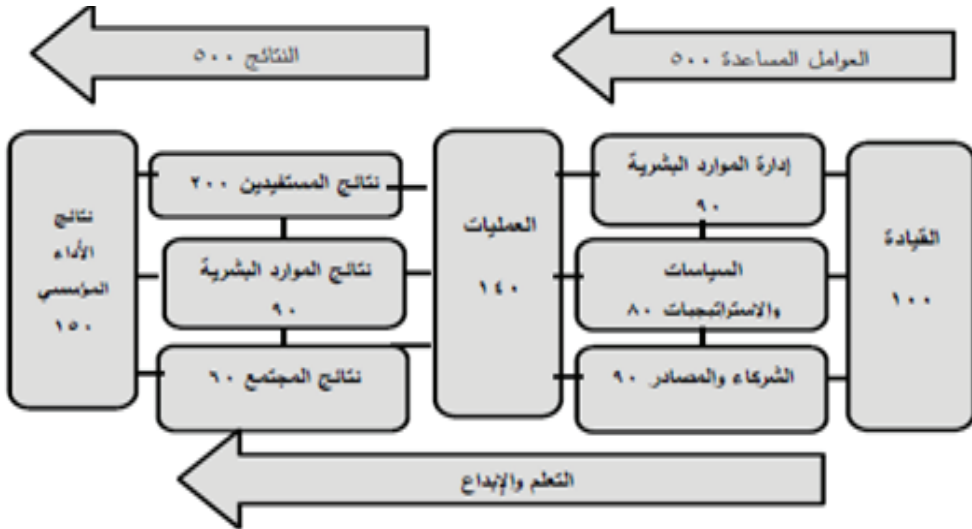 العوامل المساعدة ٥٠٠
النتائج ٥٠٠
القيادة
١٠٠
إدارة الموارد البشرية
٩٠
السياسات
والاستراتيجيات ٨٠
الشركاء والمصادر ٩٠
العمليات
١٤٠
نتائج المستفيدين ٢٠٠
نتائج الموارد البشرية
٩٠
نتائج المجتمع ٦٠
نتائج
الأداء
المؤسسي
١٥٠
التعلم والإبداع